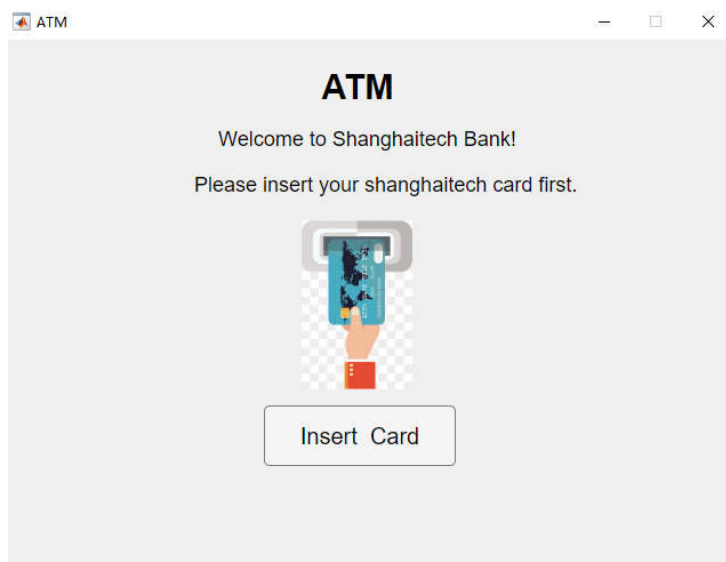 ATM
ATM
Welcome to Shanghaitech Bank!
Please insert your shanghaitech card first.
Insert Card